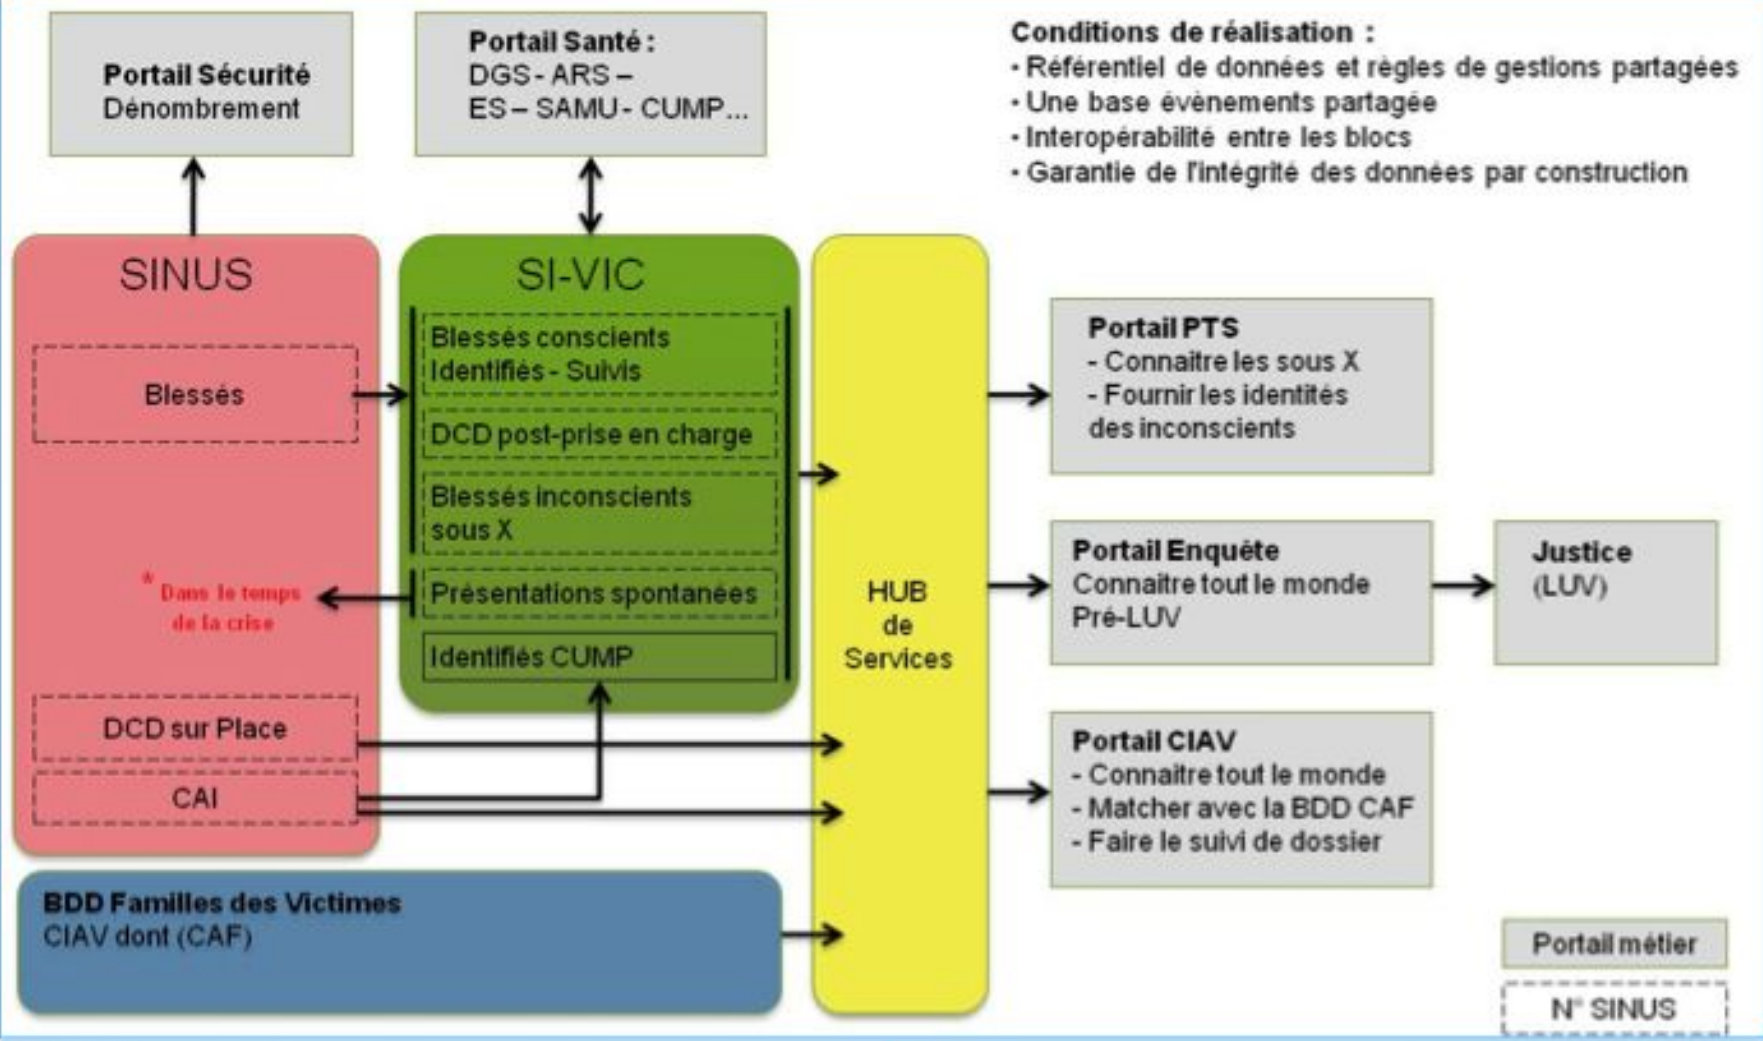 Portail Sécurité
Dénombrement
Portail Santé :
DGS - ARS –
ES – SAMU - CUMP...
Conditions de réalisation :
• Référentiel de données et règles de gestions partagées
• Une base évènements partagée
• Interopérabilité entre les blocs
• Garantie de l'intégrité des données par construction
SINUS
Blessés
* Dans le temps
de la crise
DCD sur Place
CAI
SI-VIC
Blessés conscients
Identifiés - Suivis
DCD post-prise en charge
Blessés inconscients
sous X
Présentations spontanées
Identifiés CUMP
HUB
de
Services
Portail PTS
- Connaitre les sous X
- Fournir les identités
des inconscients
Portail Enquête
Connaitre tout le monde
Pré-LUV
Justice
(LUV)
Portail CIAV
- Connaitre tout le monde
- Matcher avec la BDD CAF
- Faire le suivi de dossier
BDD Familles des Victimes
CIAV dont (CAF)
Portail métier
N° SINUS